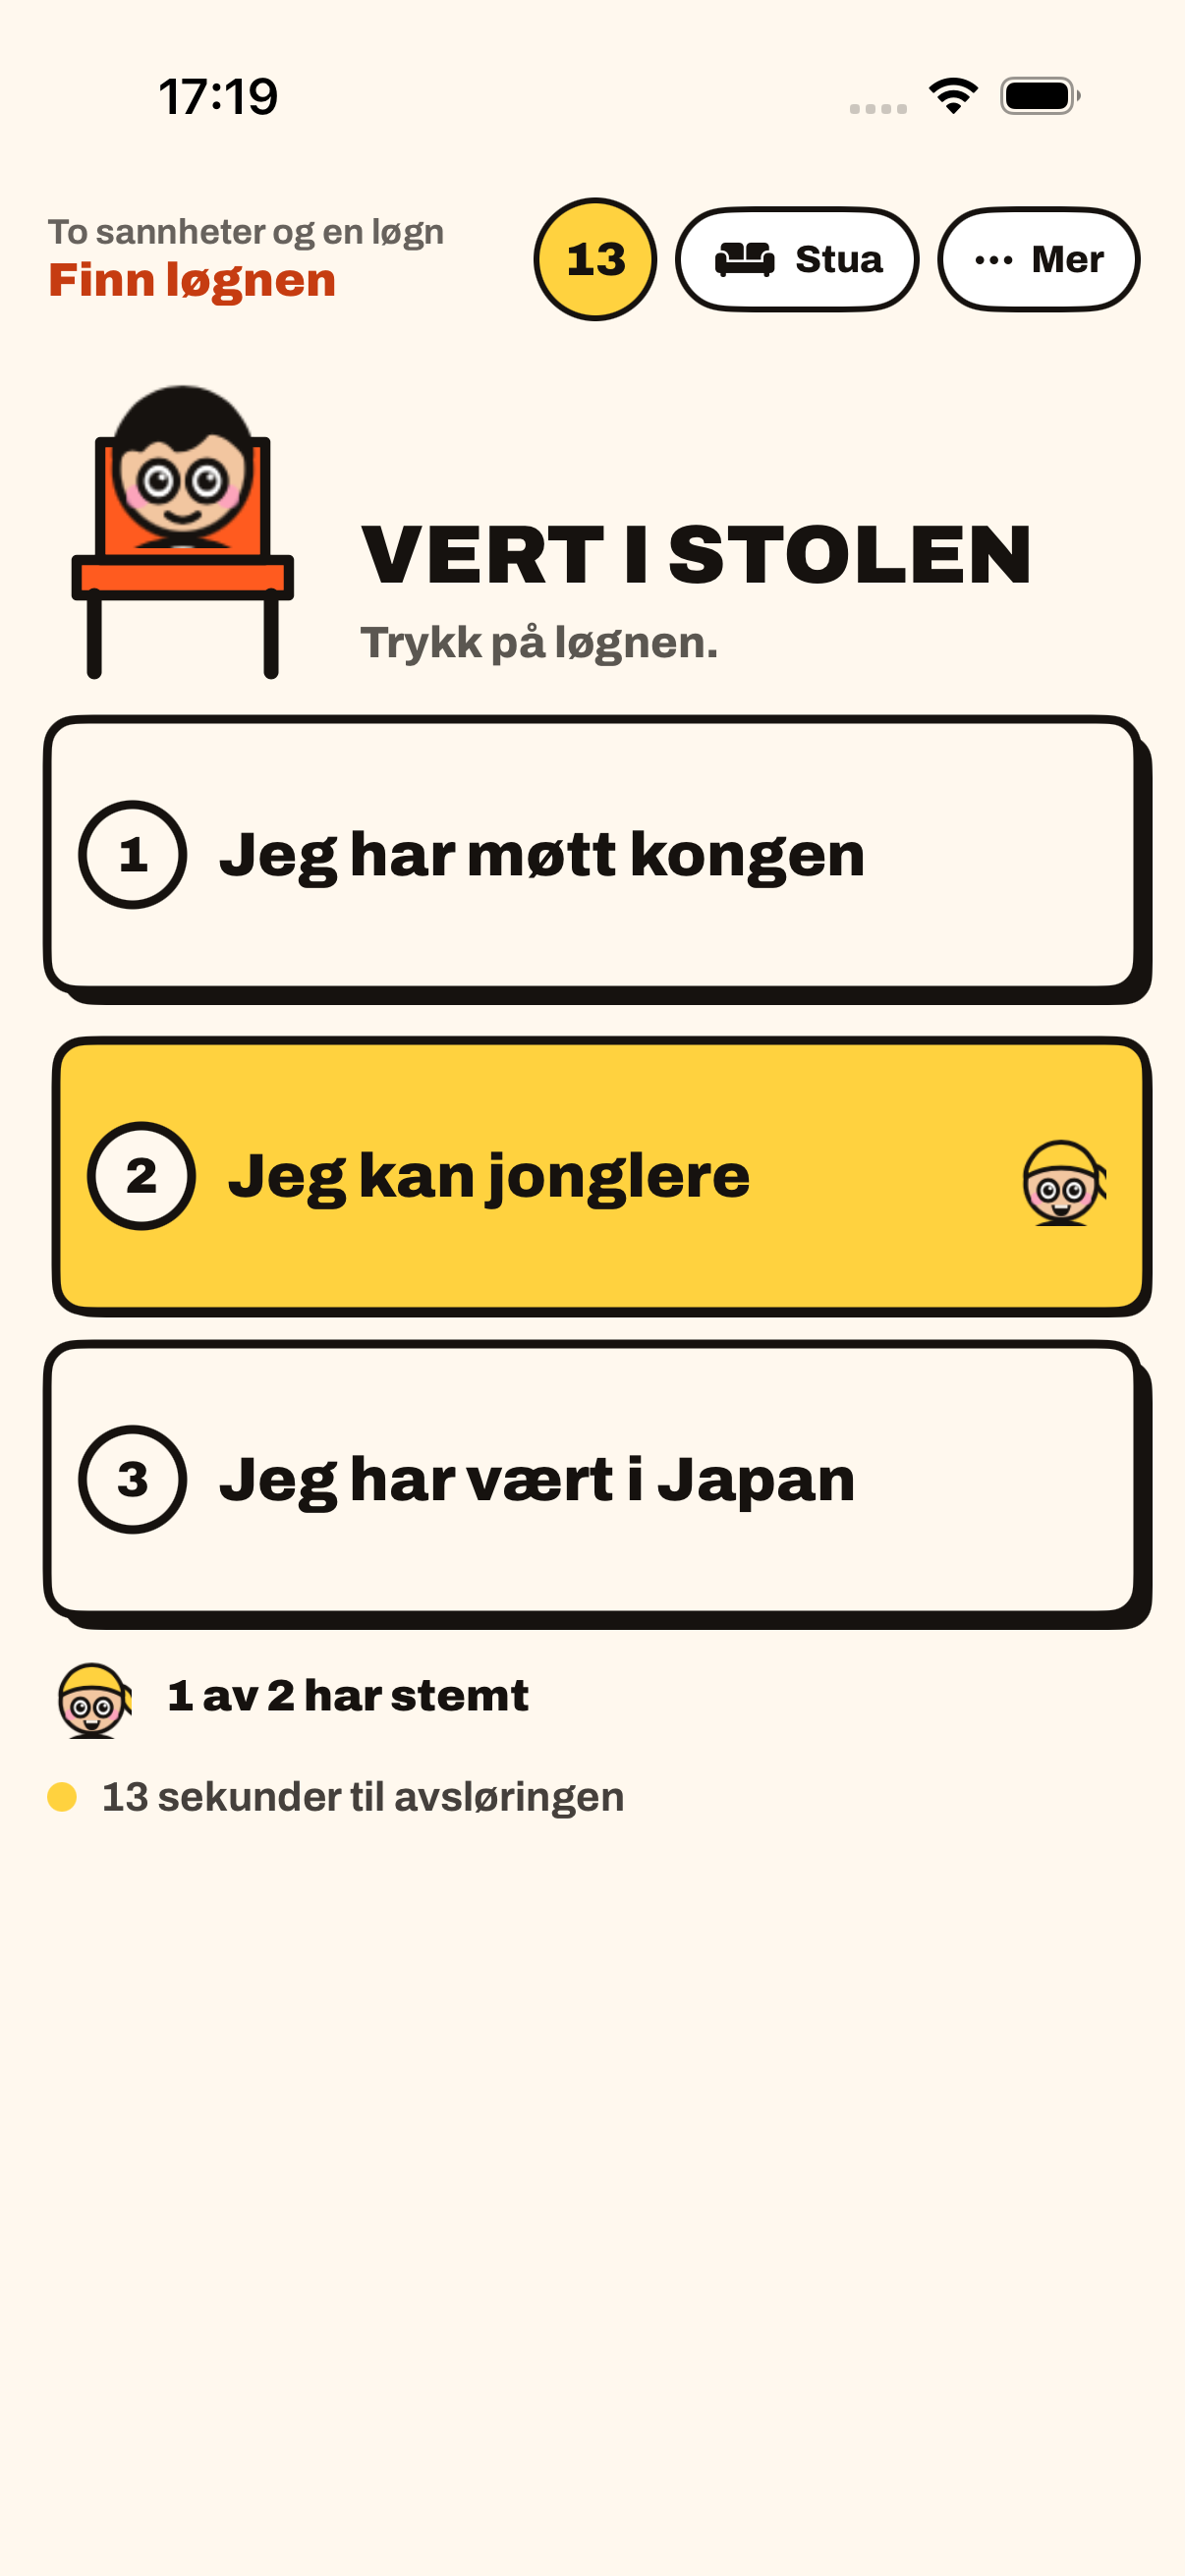 17:19
To sannheter og en løgn
Finn løgnen
13
Stua
Mer
VERT I STOLEN
Trykk på løgnen.
1 Jeg har møtt kongen
2 Jeg kan jonglere
3 Jeg har vært i Japan
1 av 2 har stemt
13 sekunder til avsløringen